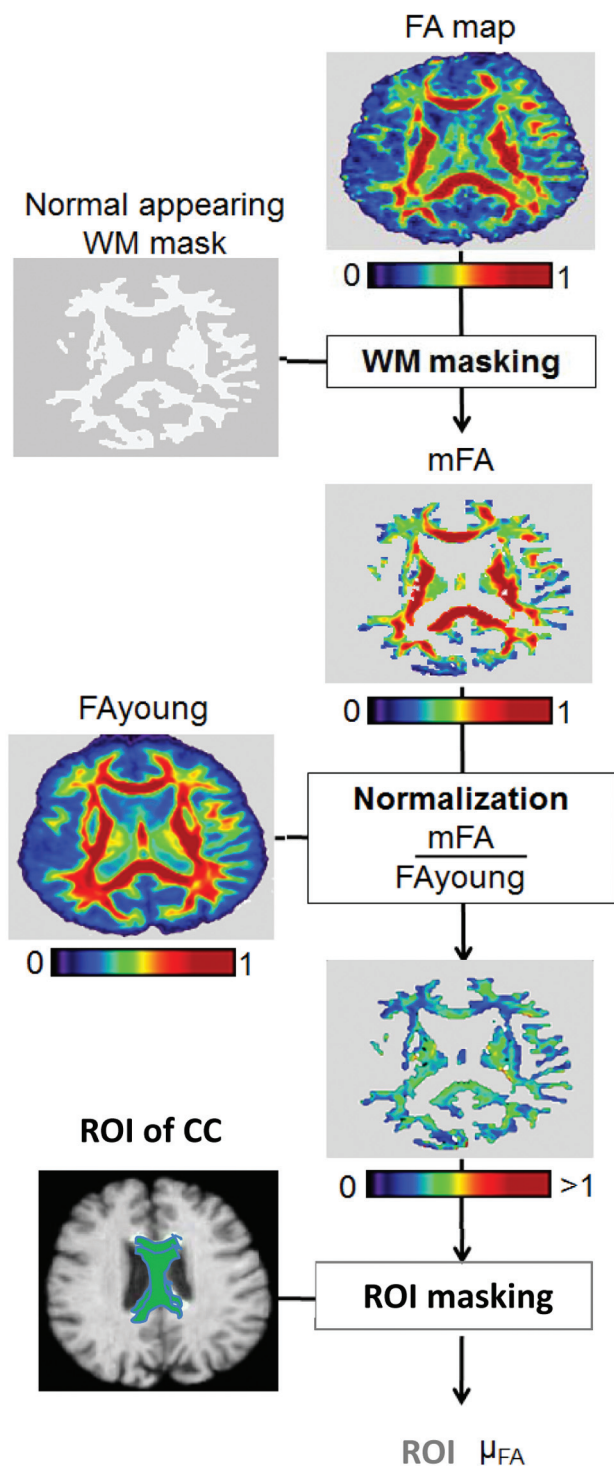 FA map
0 1
Normal appearing
WM mask
WM masking
mFA
0 1
FAyoung
0 1
Normalization
mFA
FAyoung
0 >1
ROI of CC
ROI masking
ROI μFA